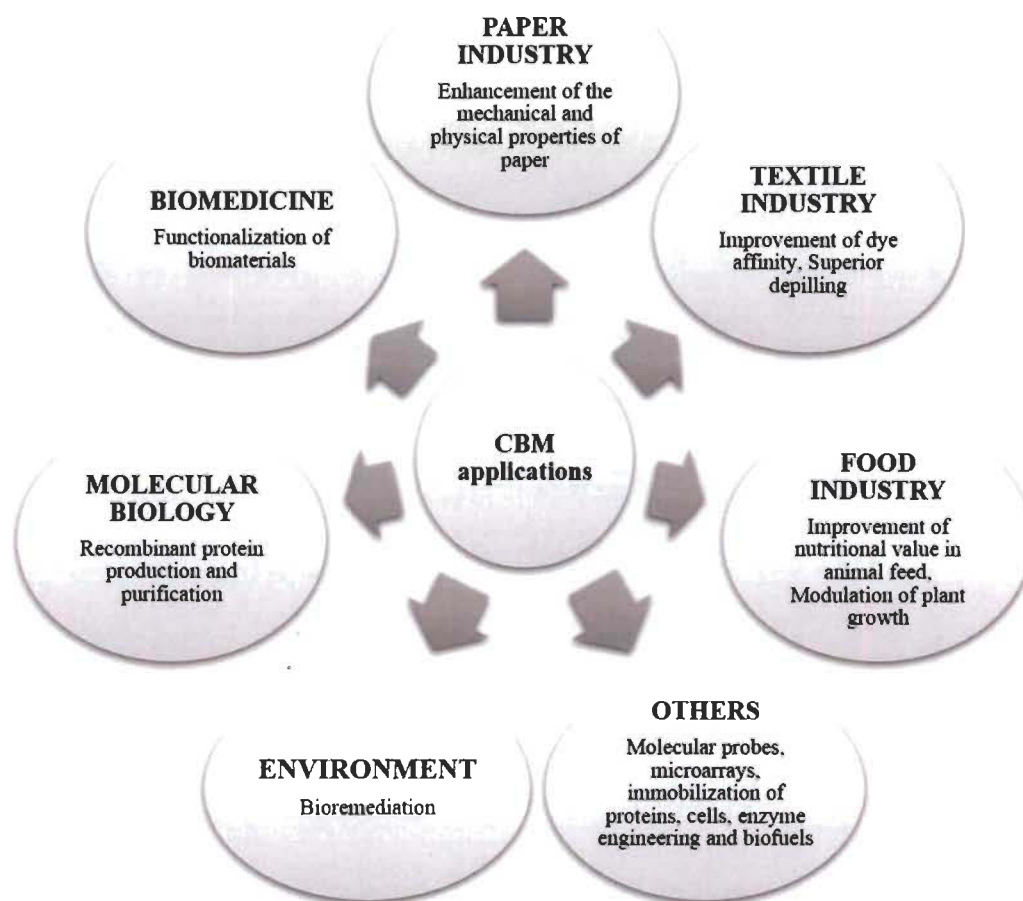 PAPER
INDUSTRY
Enhancement of the
mechanical and
physical properties of
paper
TEXTILE
INDUSTRY
Improvement of dye
affinity, Superior
depilling
FOOD
INDUSTRY
Improvement of
nutritional value in
animal feed,
Modulation of plant
growth
OTHERS
Molecular probes,
microarrays,
immobilization of
proteins, cells, enzyme
engineering and biofuels
ENVIRONMENT
Bioremediation
MOLECULAR
BIOLOGY
Recombinant protein
production and
purification
BIOMEDICINE
Functionalization of
biomaterials
CBM
applications